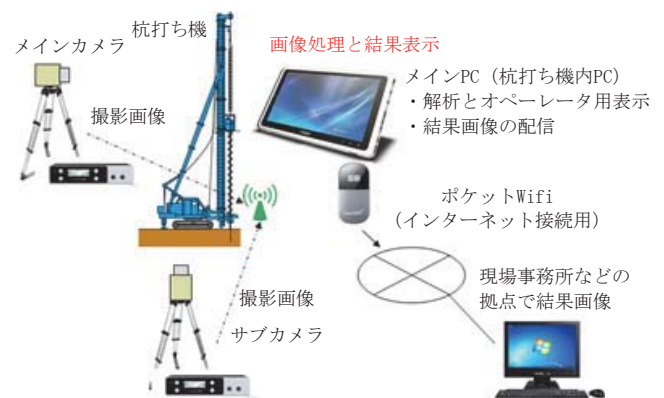 杭打ち機
メインカメラ
画像処理と結果表示
メインPC（杭打ち機内PC）
・解析とオペレータ用表示
・結果画像の配信
撮影画像
ポケットWifi
（インターネット接続用）
撮影画像
サブカメラ
現場事務所などの
拠点で結果画像